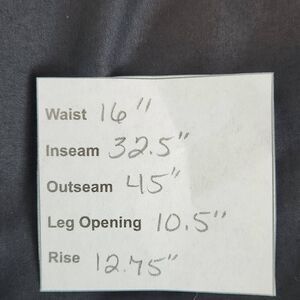 Waist 16"
Inseam 32.5"
Outseam 45"
Leg Opening 10.5"
Rise 12.75"